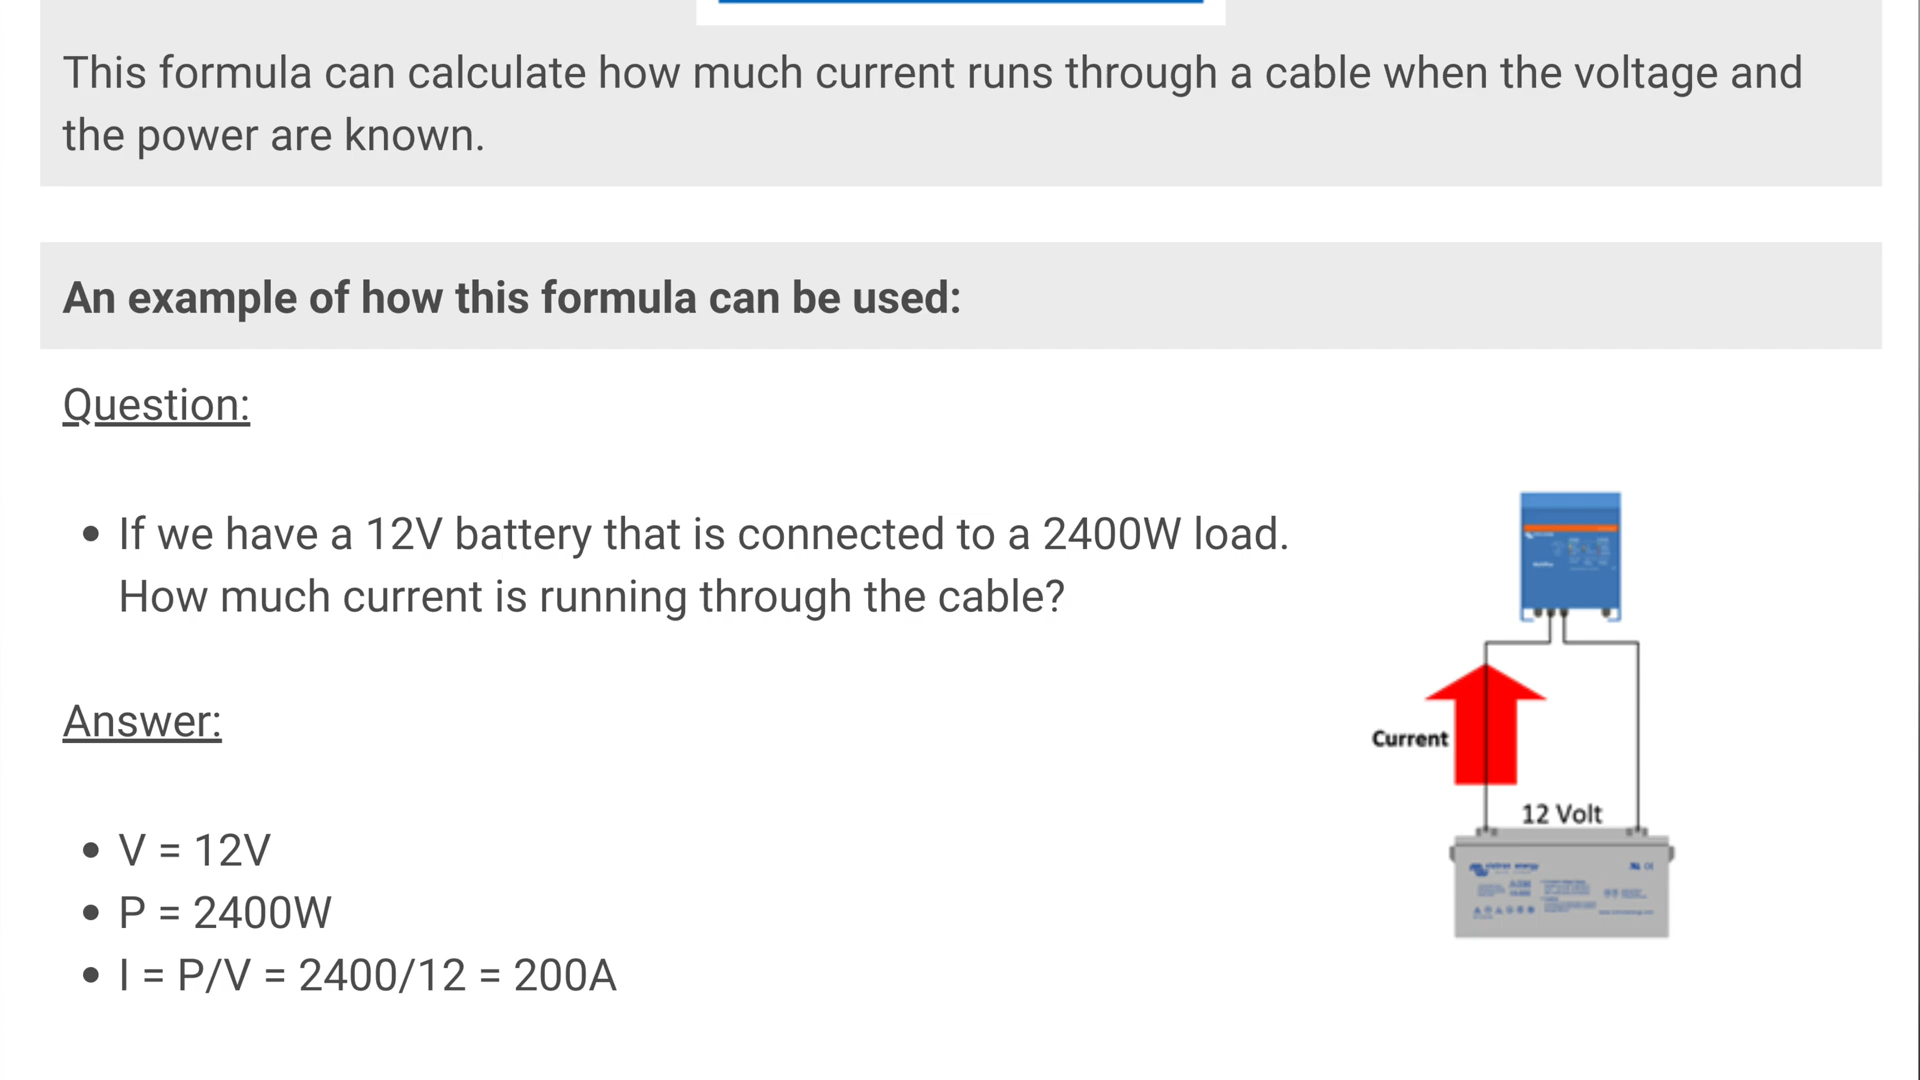 This formula can calculate how much current runs through a cable when the voltage and
the power are known.
An example of how this formula can be used:
Question:
• If we have a 12V battery that is connected to a 2400W load.
How much current is running through the cable?
Answer:
• V = 12V
• P = 2400W
• I = P/V = 2400/12 = 200A
Current
12 Volt
victron energy